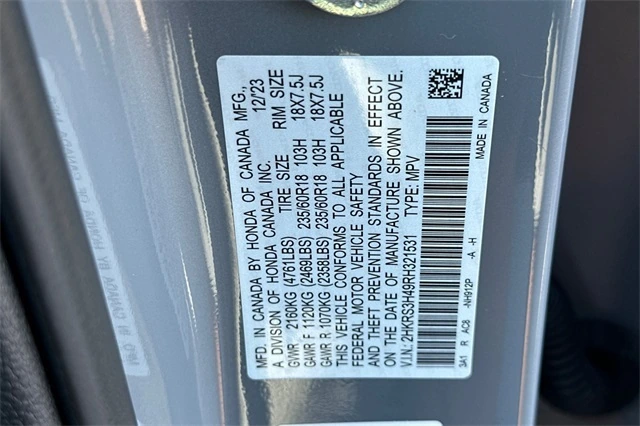 MFD. IN CANADA BY HONDA OF CANADA MFG.,
A DIVISION OF HONDA CANADA INC. 12/23
GVWR 2160KG (4761LBS) TIRE SIZE RIM SIZE
GAWR F 1120KG (2469LBS) 235/60R18 103H 18X7.5J
GAWR R 1070KG (2358LBS) 235/60R18 103H 18X7.5J
THIS VEHICLE CONFORMS TO ALL APPLICABLE
FEDERAL MOTOR VEHICLE SAFETY
AND THEFT PREVENTION STANDARDS IN EFFECT
ON THE DATE OF MANUFACTURE SHOWN ABOVE.
V.I.N.: 2HKRS3H49RH321531 TYPE: MPV
3A1 R AC8 -NH912P -A -H
MADE IN CANADA